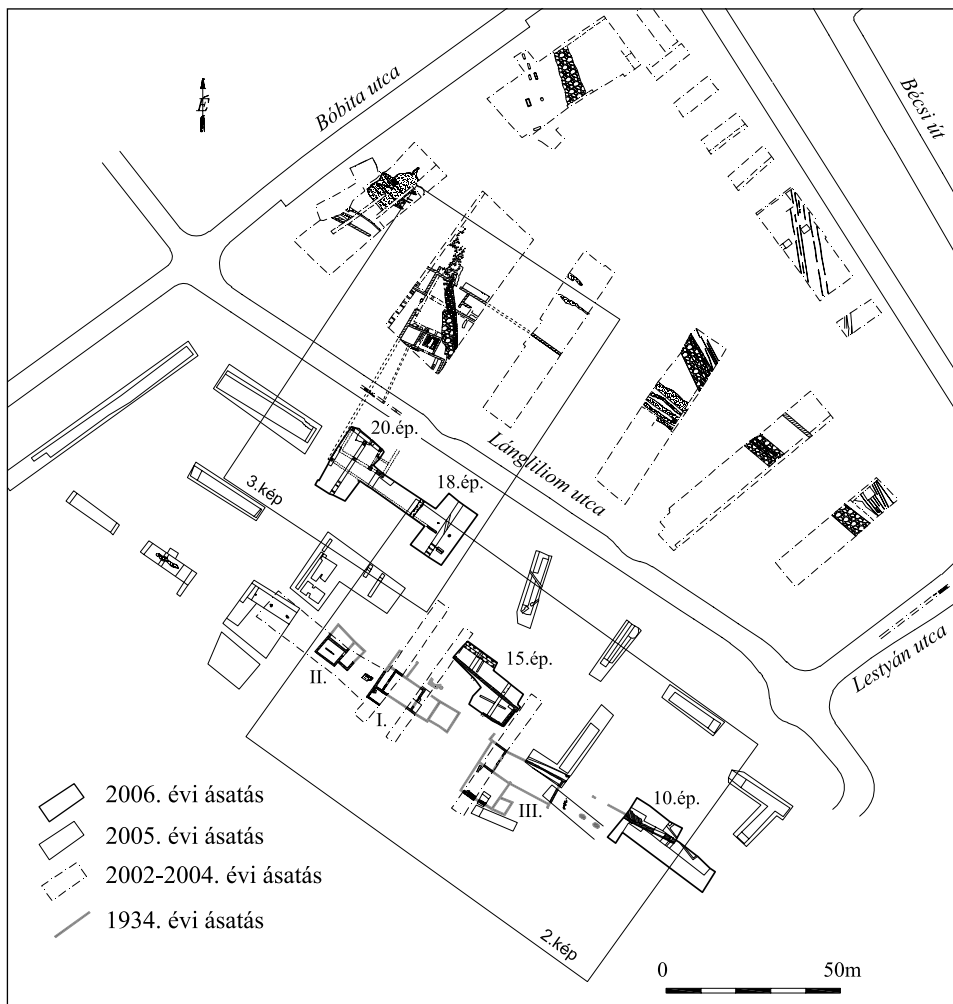 Bóbita utca
Bécsi út
É
20.ép.
Lángliliom utca
18.ép.
3.kép
15.ép.
Lestyán utca
II.
I.
III.
10.ép.
2006. évi ásatás
2005. évi ásatás
2002-2004. évi ásatás
1934. évi ásatás
2.kép
0 50m